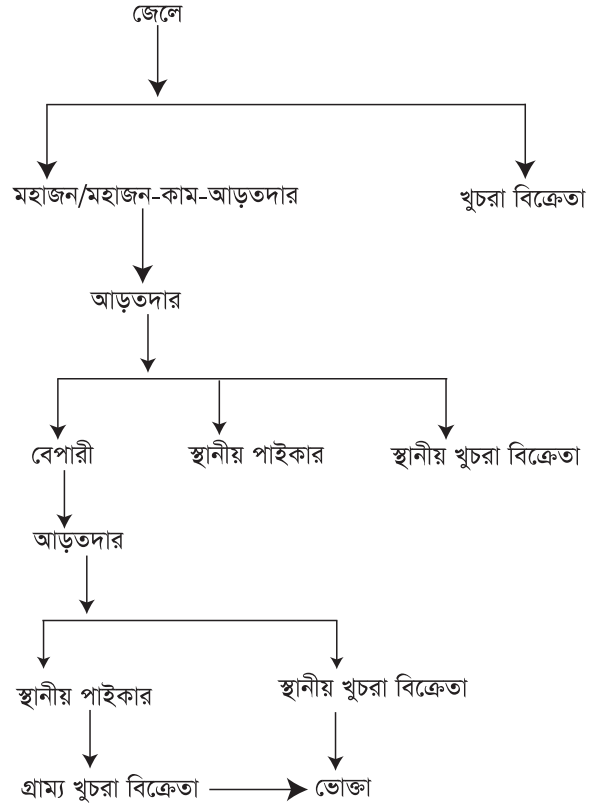 জেলে
মহাজন/মহাজন-কাম-আড়তদার
খুচরা বিক্রেতা
আড়তদার
বেপারী
স্থানীয় পাইকার
স্থানীয় খুচরা বিক্রেতা
আড়তদার
স্থানীয় পাইকার
স্থানীয় খুচরা বিক্রেতা
গ্রাম্য খুচরা বিক্রেতা
ভোক্তা